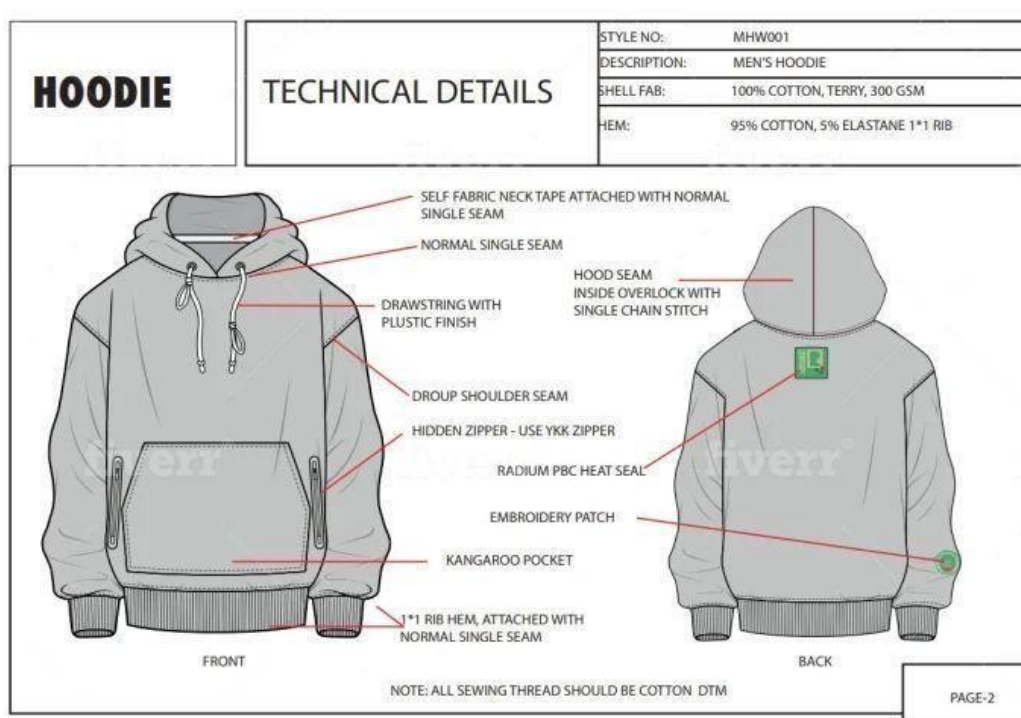 HOODIE
TECHNICAL DETAILS
STYLE NO: MHW001
DESCRIPTION: MEN'S HOODIE
SHELL FAB: 100% COTTON, TERRY, 300 GSM
HEM: 95% COTTON, 5% ELASTANE 1*1 RIB
SELF FABRIC NECK TAPE ATTACHED WITH NORMAL
SINGLE SEAM
NORMAL SINGLE SEAM
DRAWSTRING WITH
PLUSTIC FINISH
DROUP SHOULDER SEAM
HIDDEN ZIPPER - USE YKK ZIPPER
KANGAROO POCKET
1*1 RIB HEM, ATTACHED WITH
NORMAL SINGLE SEAM
FRONT
HOOD SEAM
INSIDE OVERLOCK WITH
SINGLE CHAIN STITCH
RADIUM PBC HEAT SEAL
EMBROIDERY PATCH
BACK
fiverr
fiverr
NOTE: ALL SEWING THREAD SHOULD BE COTTON DTM
PAGE-2